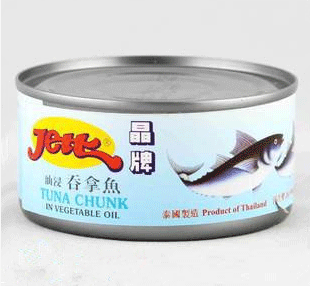 Jetk®
晶牌
油浸 吞拿魚
TUNA CHUNK
IN VEGETABLE OIL
泰國製造 Product of Thailand